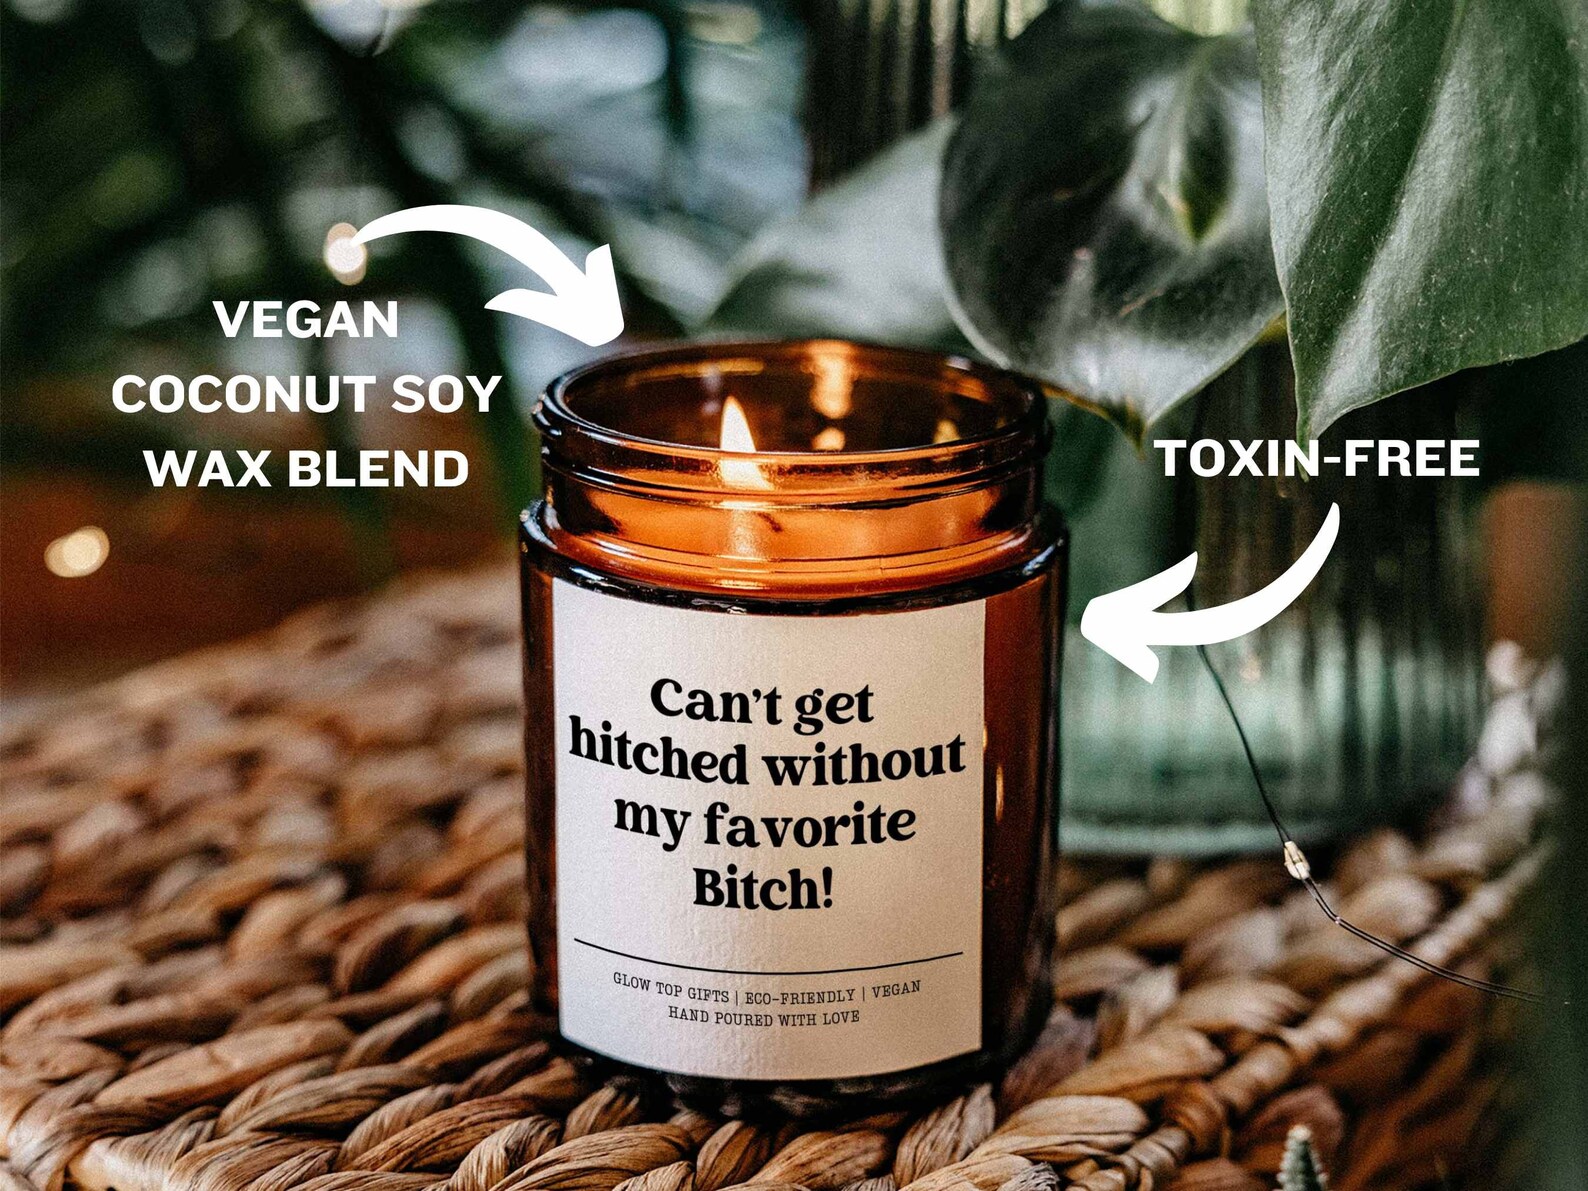 VEGAN
COCONUT SOY
WAX BLEND
TOXIN-FREE
Can't get
hitched without
my favorite
Bitch!
GLOW TOP GIFTS | ECO-FRIENDLY | VEGAN
HAND POURED WITH LOVE